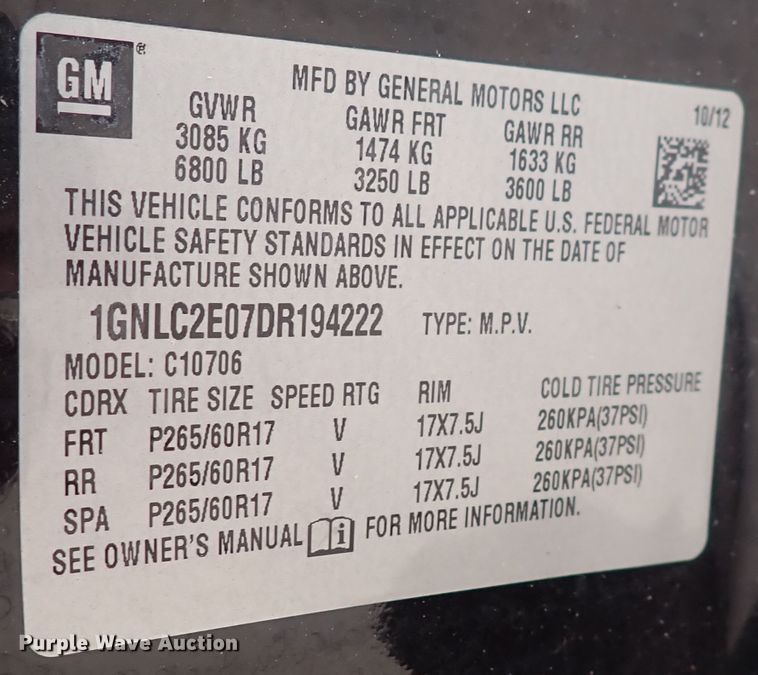 GM®
MFD BY GENERAL MOTORS LLC
10/12
GVWR GAWR FRT GAWR RR
3085 KG 1474 KG 1633 KG
6800 LB 3250 LB 3600 LB
THIS VEHICLE CONFORMS TO ALL APPLICABLE U.S. FEDERAL MOTOR
VEHICLE SAFETY STANDARDS IN EFFECT ON THE DATE OF
MANUFACTURE SHOWN ABOVE.
1GNLC2E07DR194222 TYPE: M.P.V.
MODEL: C10706
CDRX TIRE SIZE SPEED RTG RIM COLD TIRE PRESSURE
FRT P265/60R17 V 17X7.5J 260KPA(37PSI)
RR P265/60R17 V 17X7.5J 260KPA(37PSI)
SPA P265/60R17 V 17X7.5J 260KPA(37PSI)
SEE OWNER'S MANUAL i FOR MORE INFORMATION.
Purple Wave Auction